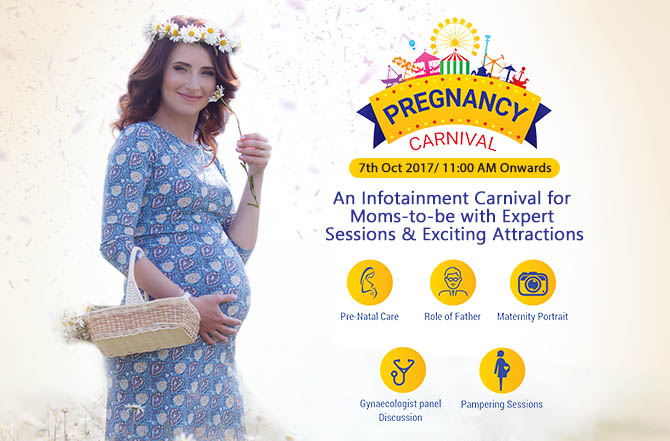 PREGNANCY
CARNIVAL
7th Oct 2017/ 11:00 AM Onwards
An Infotainment Carnival for
Moms-to-be with Expert
Sessions & Exciting Attractions
Pre-Natal Care
Role of Father
Maternity Portrait
Gynaecologist panel
Discussion
Pampering Sessions